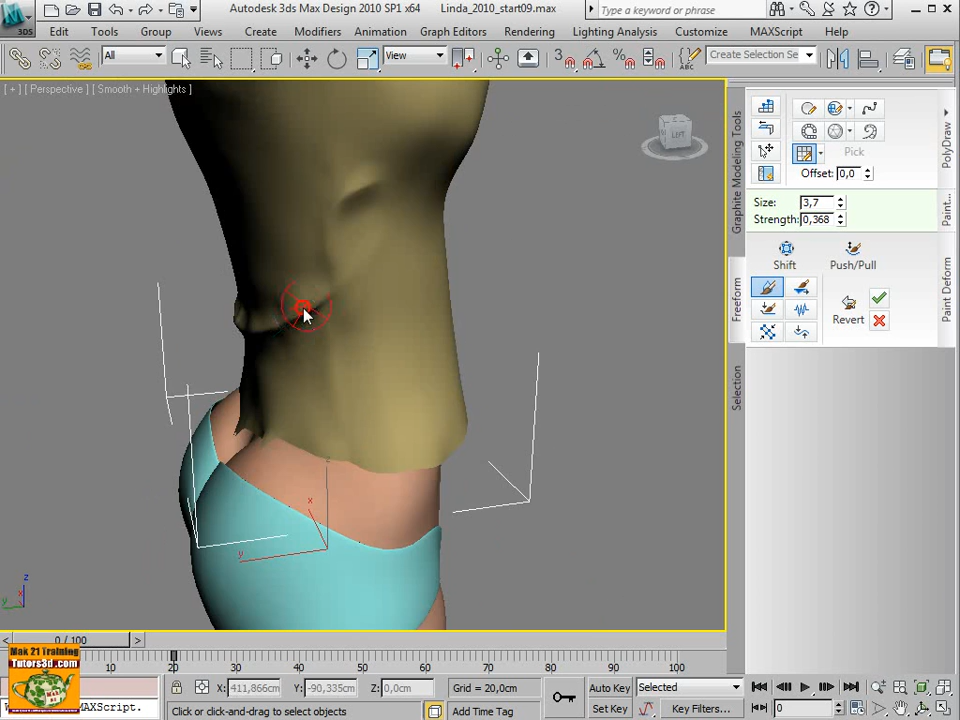 3DS
Autodesk 3ds Max Design 2010 SP1 x64 Linda_2010_start09.max
Type a keyword or phrase
Edit Tools Group Views Create Modifiers Animation Graph Editors Rendering Lighting Analysis Customize MAXScript Help
All
View
3
Create Selection Se
[ + ] [ Perspective ] [ Smooth + Highlights ]
LEFT
Graphite Modeling Tools
Freeform
Selection
Pick
Offset: 0,0
PolyDraw
Size: 3,7
Strength: 0,368
Paint...
Shift Push/Pull
Revert
Paint Deform
x
y
z
x
y
< 0 / 100 >
10 20 30 40 50 60 70 80 90 100
Mak 21 Training
Tutors3d.com
MAXScript.
X: 411,866cm Y: -90,335cm Z: 0,0cm Grid = 20,0cm
Click or click-and-drag to select objects
Add Time Tag
Auto Key Selected
Set Key Key Filters...
0